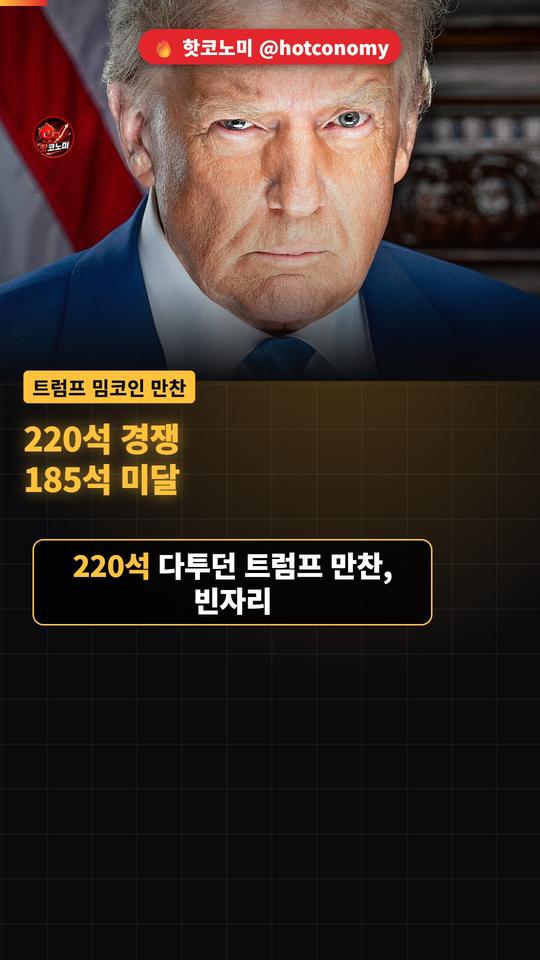 핫코노미 @hotconomy
핫코노미
트럼프 밈코인 만찬
220석 경쟁
185석 미달
220석 다투던 트럼프 만찬,
빈자리